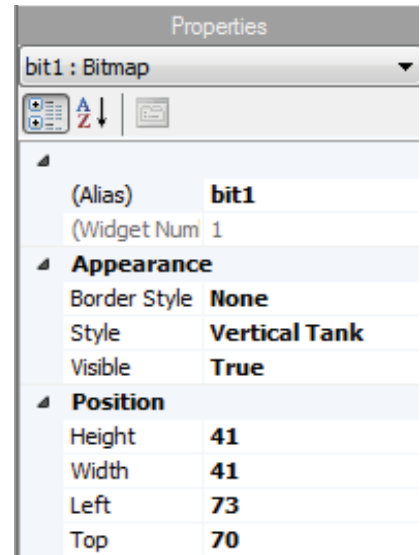 Properties
bit1 : Bitmap
A Z
(Alias) bit1
(Widget Num 1
Appearance
Border Style None
Style Vertical Tank
Visible True
Position
Height 41
Width 41
Left 73
Top 70